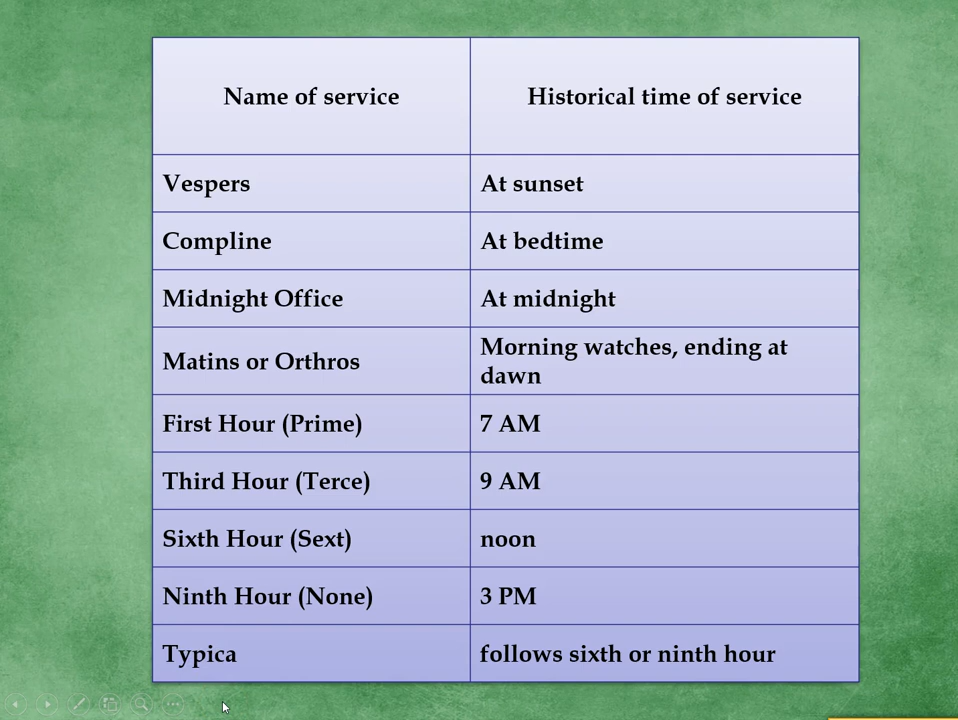 Name of service
Historical time of service
Vespers
At sunset
Compline
At bedtime
Midnight Office
At midnight
Matins or Orthros
Morning watches, ending at
dawn
First Hour (Prime)
7 AM
Third Hour (Terce)
9 AM
Sixth Hour (Sext)
noon
Ninth Hour (None)
3 PM
Typica
follows sixth or ninth hour